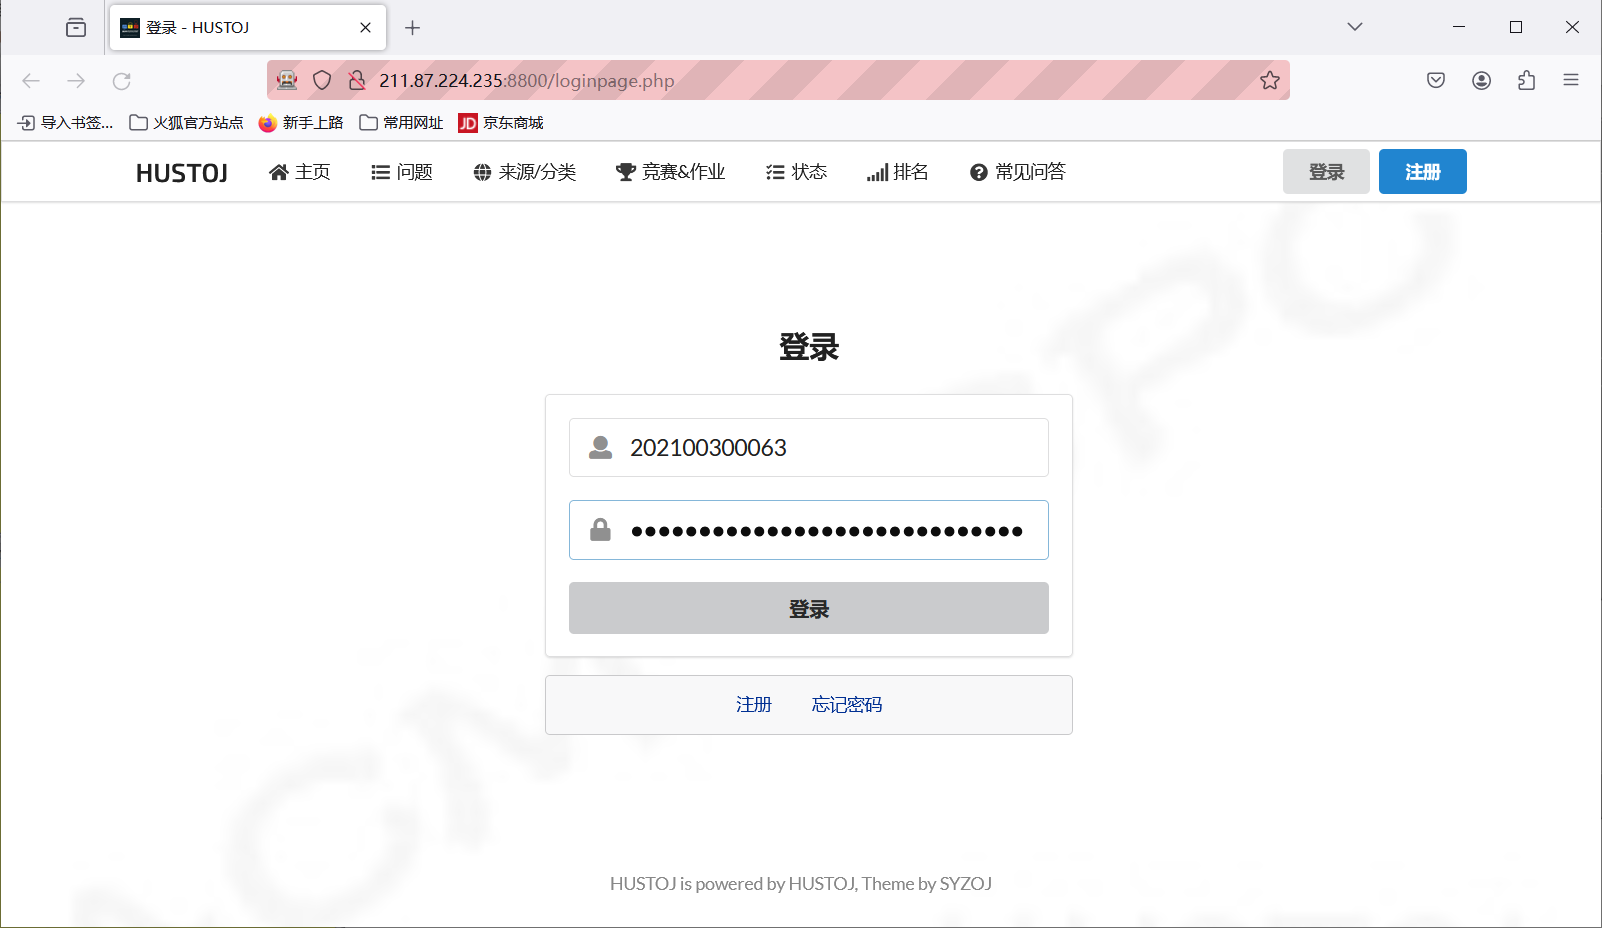 登录 - HUSTOJ
211.87.224.235:8800/loginpage.php
导入书签... 火狐官方站点 新手上路 常用网址 JD 京东商城
HUSTOJ 主页 问题 来源/分类 竞赛&作业 状态 排名 常见问答 登录 注册
登录
202100300063
●●●●●●●●●●●●●●●●●●●●●●●●●●●●●
登录
注册 忘记密码
HUSTOJ is powered by HUSTOJ, Theme by SYZOJ